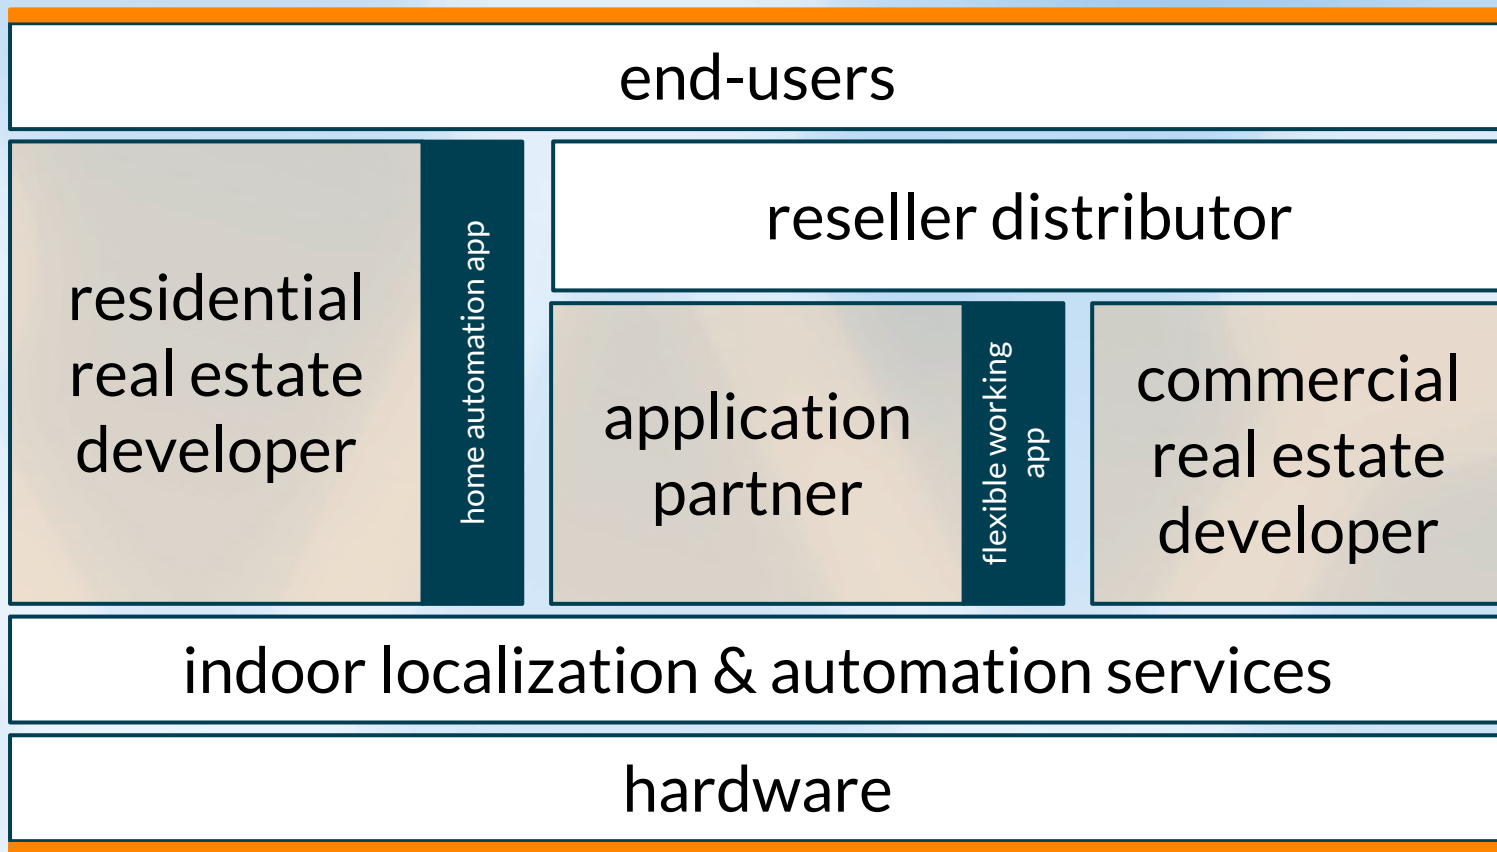 end-users
residential
real estate
developer
home automation app
reseller distributor
application
partner
flexible working
app
commercial
real estate
developer
indoor localization & automation services
hardware